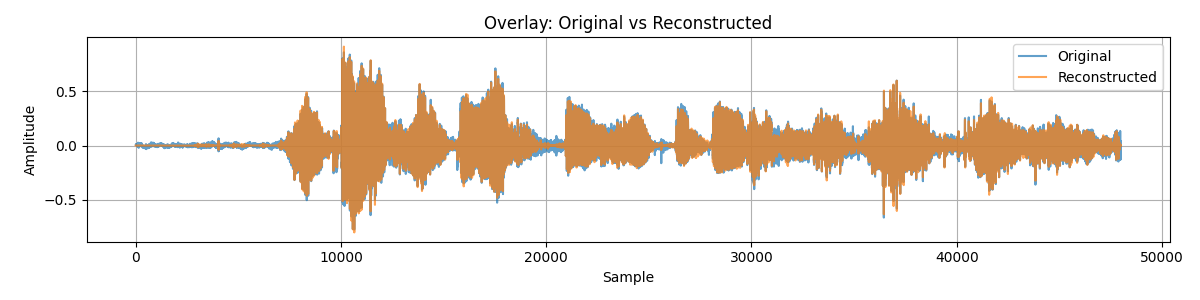 Overlay: Original vs Reconstructed
Original
Reconstructed
Amplitude
0.5
0.0
−0.5
0 10000 20000 30000 40000 50000
Sample